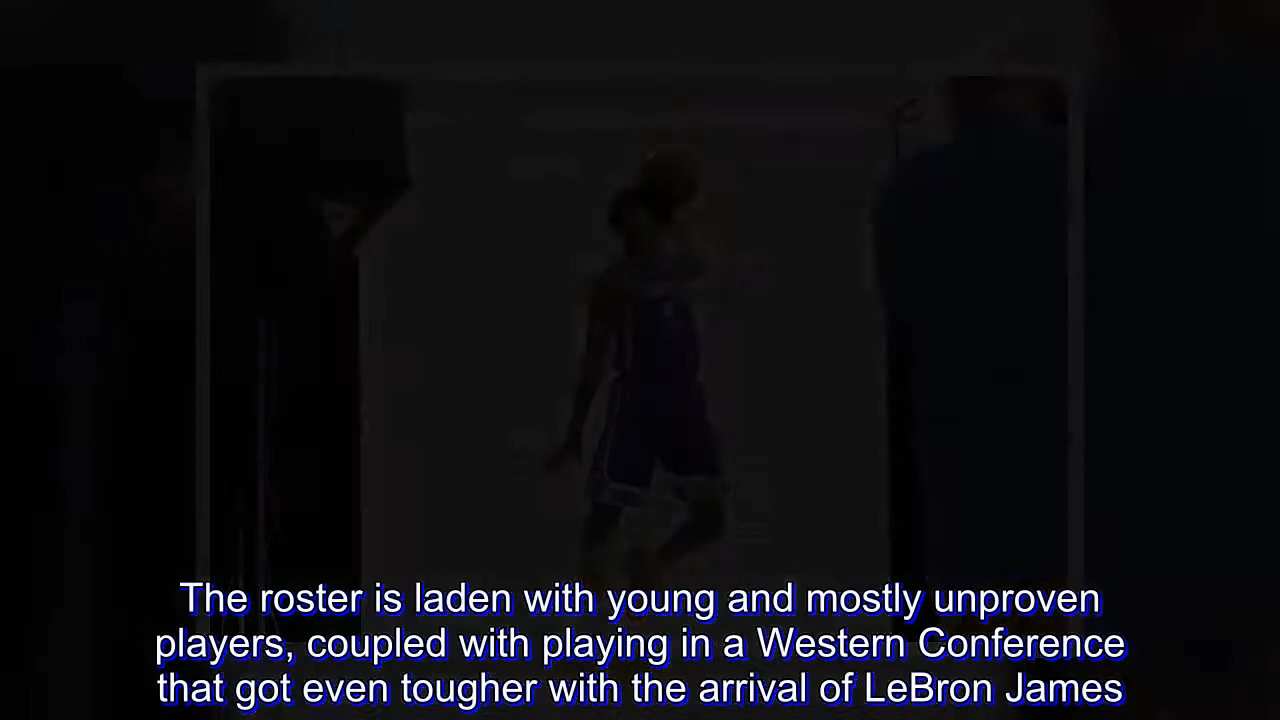 The roster is laden with young and mostly unproven
players, coupled with playing in a Western Conference
that got even tougher with the arrival of LeBron James